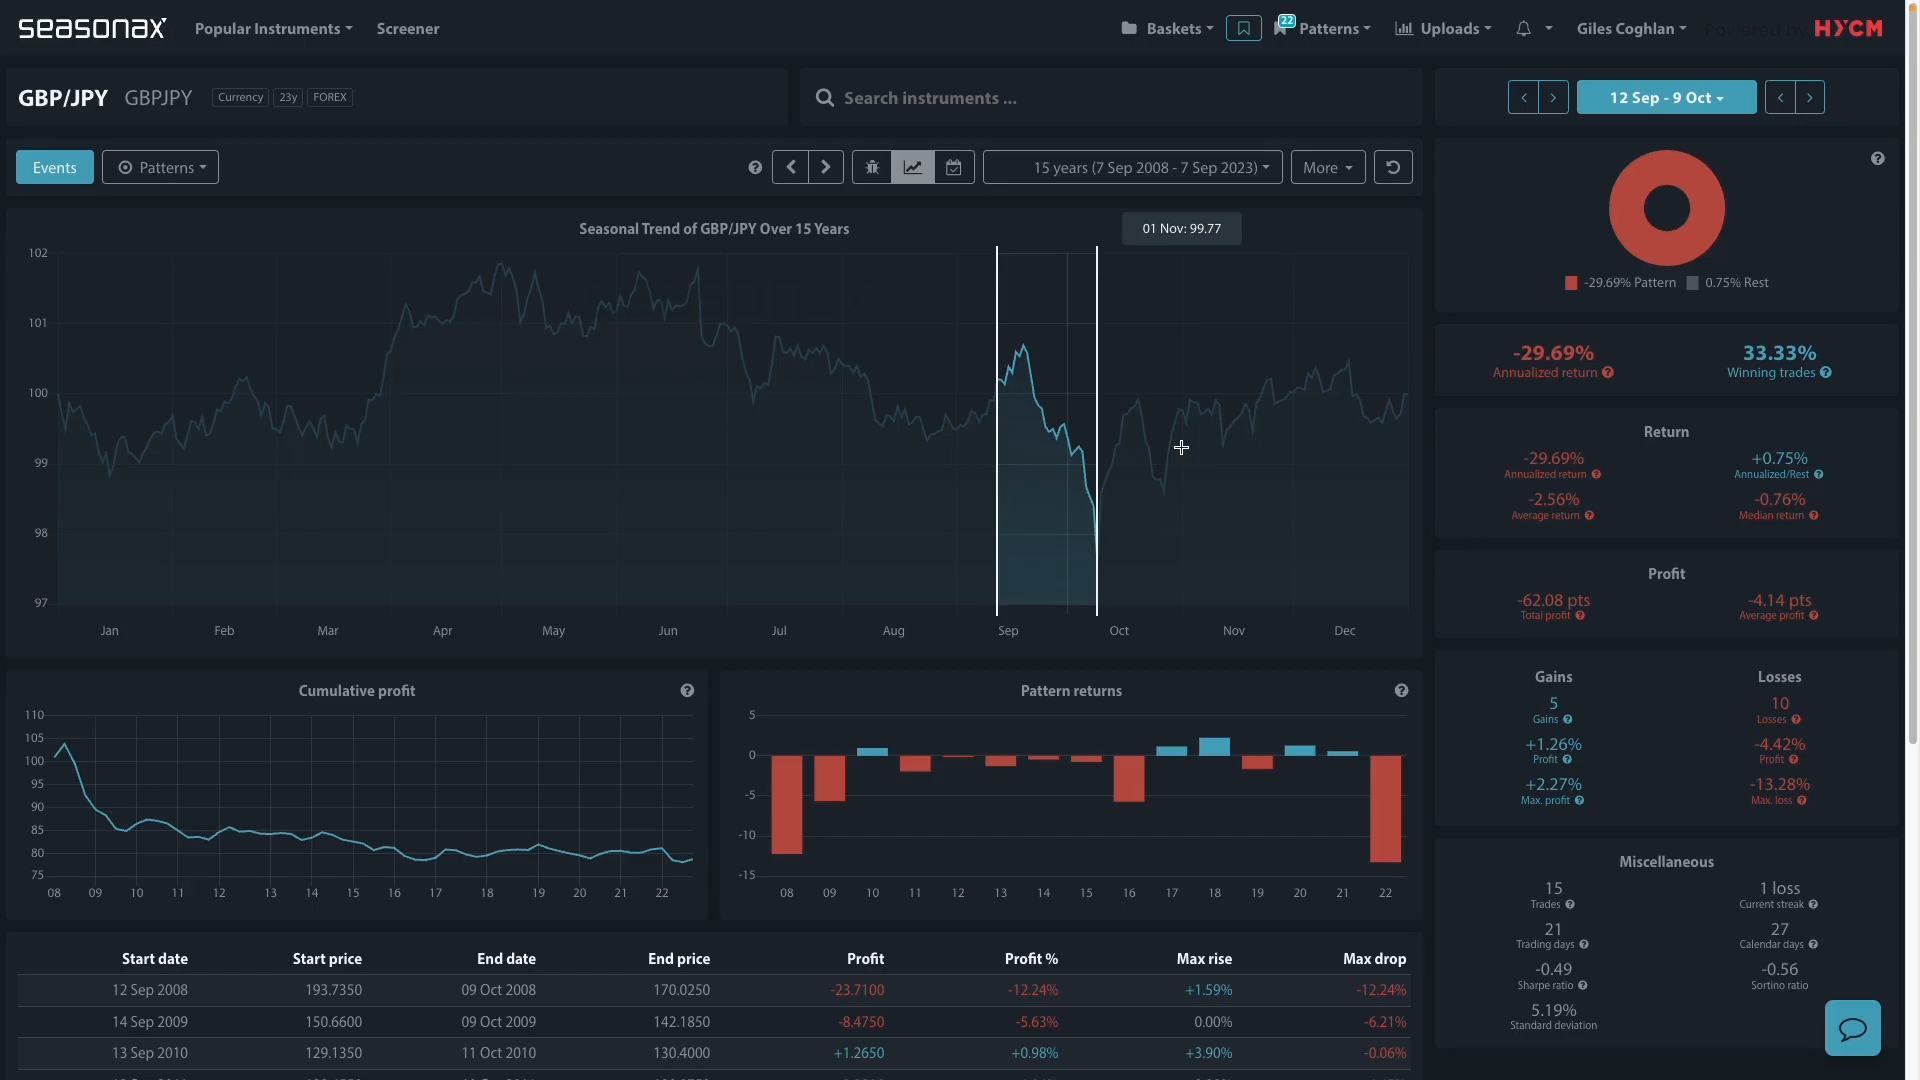 seasonax Popular Instruments Screener Baskets 22 Patterns Uploads Giles Coghlan Powered by HYCM
GBP/JPY GBPJPY Currency 23y FOREX Search instruments ... 12 Sep - 9 Oct
Events Patterns 15 years (7 Sep 2008 - 7 Sep 2023) More
Seasonal Trend of GBP/JPY Over 15 Years
01 Nov: 99.77
102
101
100
99
98
97
Jan Feb Mar Apr May Jun Jul Aug Sep Oct Nov Dec
-29.69% Pattern 0.75% Rest
-29.69% 33.33%
Annualized return Winning trades
Return
-29.69% +0.75%
Annualized return Annualized/Rest
-2.56% -0.76%
Average return Median return
Profit
-62.08 pts -4.14 pts
Total profit Average profit
Gains Losses
5 10
Gains Losses
+1.26% -4.42%
Profit Profit
+2.27% -13.28%
Max. profit Max. loss
Miscellaneous
15 1 loss
Trades Current streak
21 27
Trading days Calendar days
-0.49 -0.56
Sharpe ratio Sortino ratio
5.19%
Standard deviation
Cumulative profit
110
105
100
95
90
85
80
75
08 09 10 11 12 13 14 15 16 17 18 19 20 21 22
Pattern returns
5
0
-5
-10
-15
08 09 10 11 12 13 14 15 16 17 18 19 20 21 22
Start date Start price End date End price Profit Profit % Max rise Max drop
12 Sep 2008 193.7350 09 Oct 2008 170.0250 -23.7100 -12.24% +1.59% -12.24%
14 Sep 2009 150.6600 09 Oct 2009 142.1850 -8.4750 -5.63% 0.00% -6.21%
13 Sep 2010 129.1350 11 Oct 2010 130.4000 +1.2650 +0.98% +3.90% -0.06%